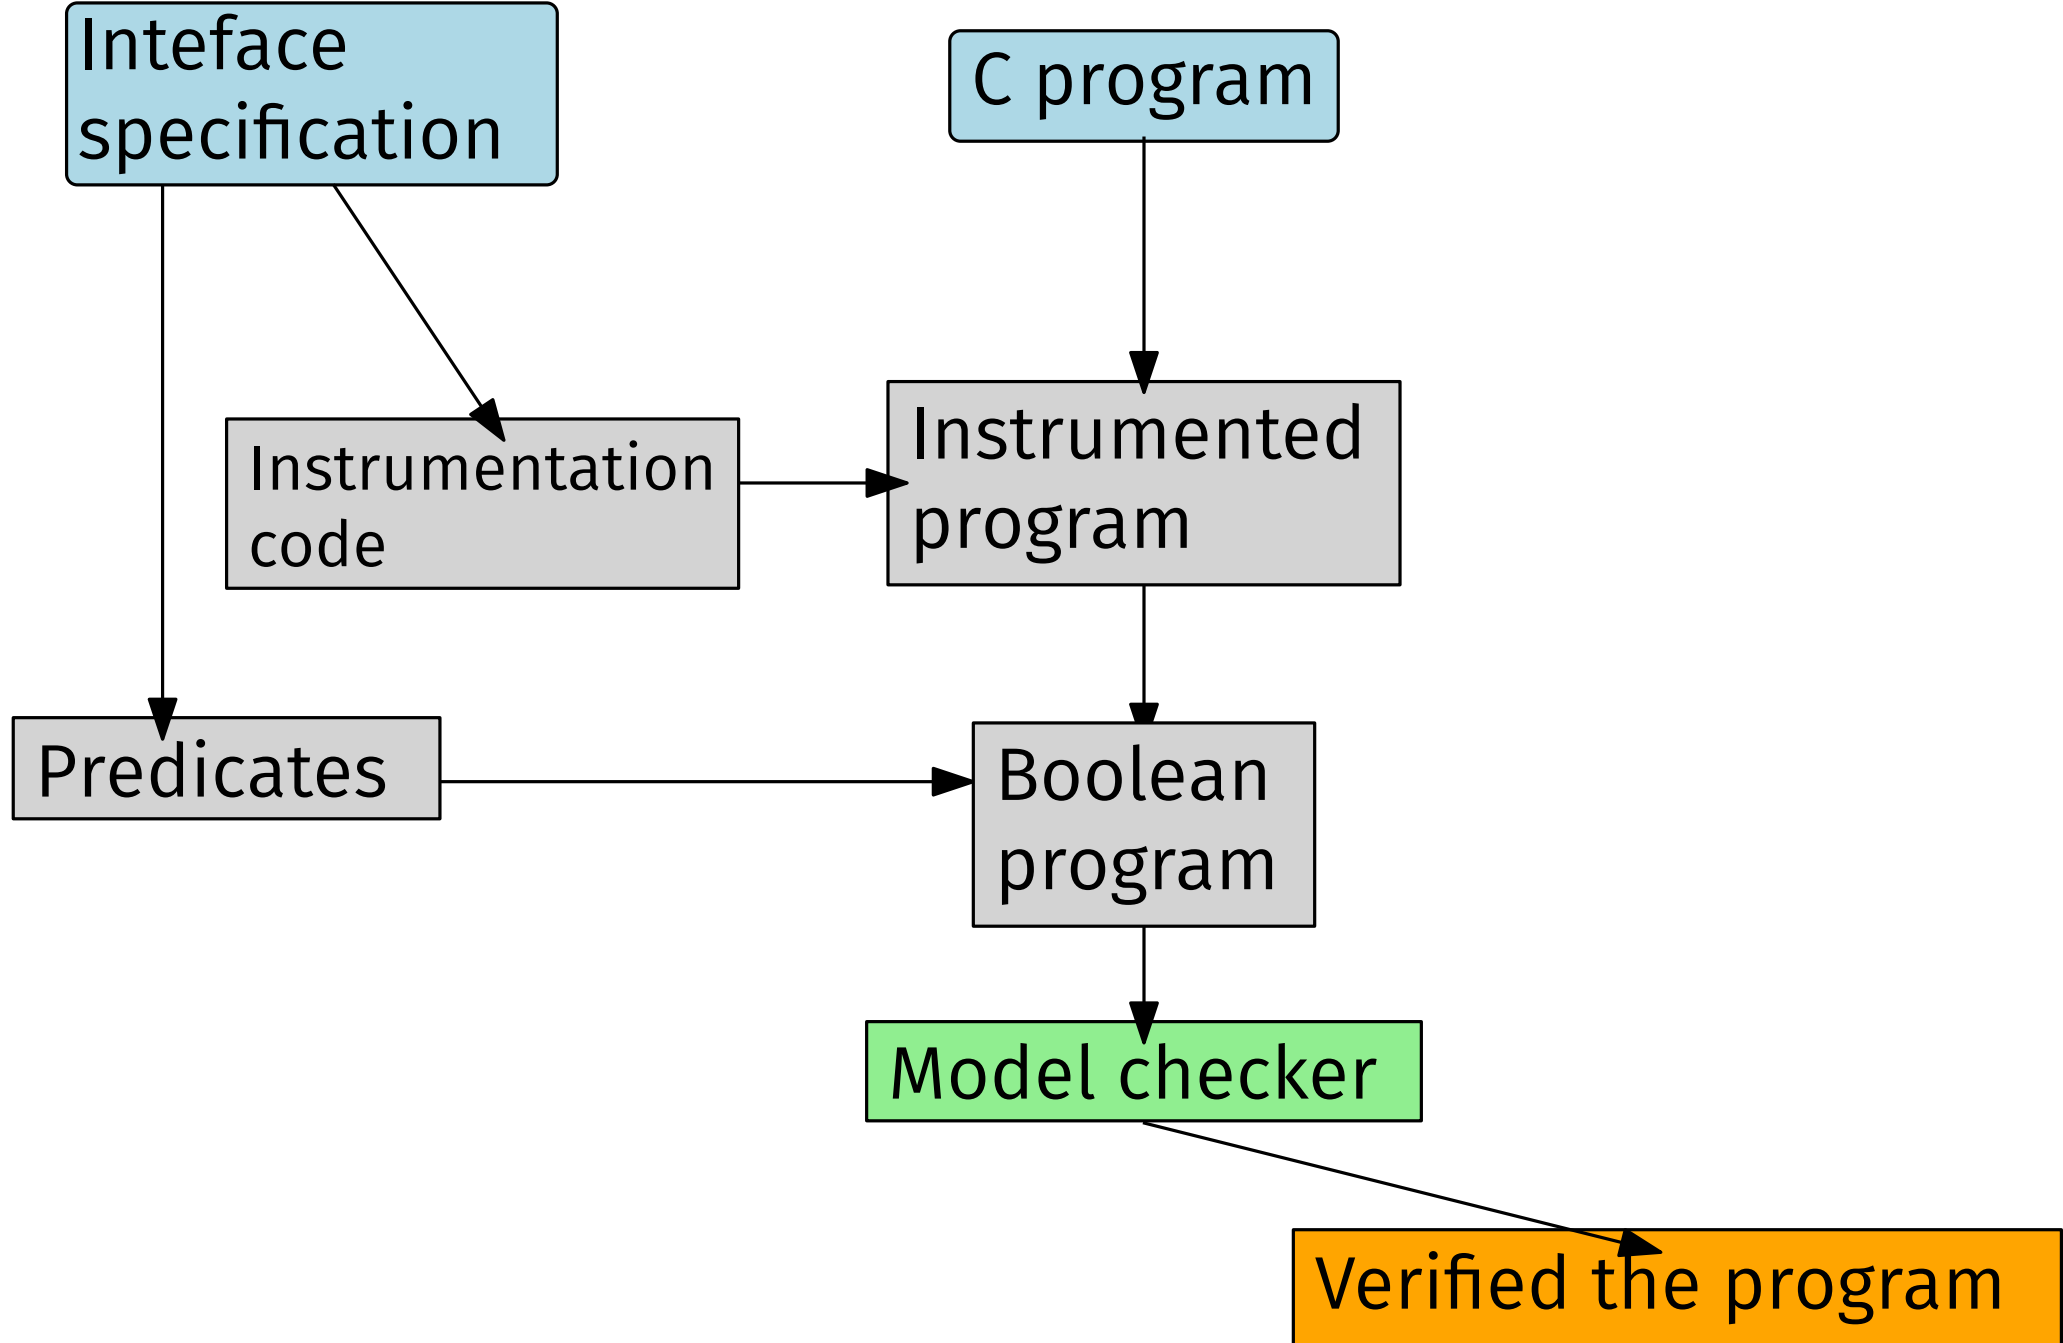 Inteface
specification
C program
Instrumentation
code
Instrumented
program
Predicates
Boolean
program
Model checker
Verified the program